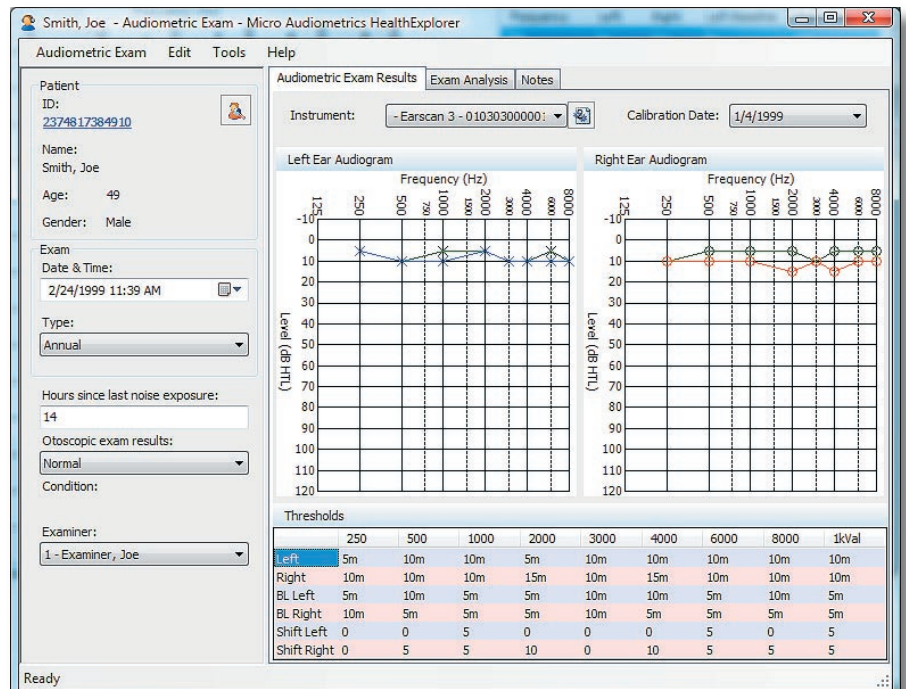 Smith, Joe - Audiometric Exam - Micro Audiometrics HealthExplorer
Audiometric Exam Edit Tools Help
Patient
ID:
2374817384910
Name:
Smith, Joe
Age: 49
Gender: Male
Exam
Date & Time:
2/24/1999 11:39 AM
Type:
Annual
Hours since last noise exposure:
14
Otoscopic exam results:
Normal
Condition:
Examiner:
1 - Examiner, Joe
Audiometric Exam Results Exam Analysis Notes
Instrument: - Earscan 3 - 01030300000: Calibration Date: 1/4/1999
Left Ear Audiogram
Frequency (Hz)
125 250 500 750 1000 1500 2000 3000 4000 6000 8000
-10
0
10
20
30
40
50
60
70
80
90
100
110
120
Level (dB HTL)
Right Ear Audiogram
Frequency (Hz)
125 250 500 750 1000 1500 2000 3000 4000 6000 8000
-10
0
10
20
30
40
50
60
70
80
90
100
110
120
Level (dB HTL)
Thresholds
250 500 1000 2000 3000 4000 6000 8000 1kVal
Left 5m 10m 10m 5m 10m 10m 10m 10m 10m
Right 10m 10m 10m 15m 10m 15m 10m 10m 10m
BL Left 5m 10m 5m 5m 10m 10m 5m 10m 5m
BL Right 10m 5m 5m 5m 10m 5m 5m 5m 5m
Shift Left 0 0 5 0 0 0 5 0 5
Shift Right 0 5 5 10 0 10 5 5 5
Ready